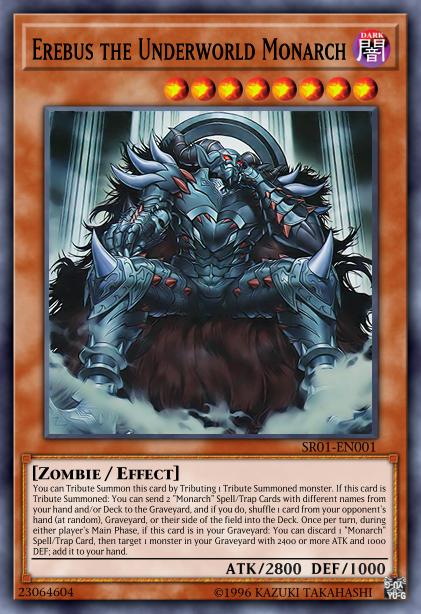 EREBUS THE UNDERWORLD MONARCH
DARK
闇
SR01-EN001
[ZOMBIE / EFFECT]
You can Tribute Summon this card by Tributing 1 Tribute Summoned monster. If this card is
Tribute Summoned: You can send 2 "Monarch" Spell/Trap Cards with different names from
your hand and/or Deck to the Graveyard, and if you do, shuffle 1 card from your opponent's
hand (at random), Graveyard, or their side of the field into the Deck. Once per turn, during
either player's Main Phase, if this card is in your Graveyard: You can discard 1 "Monarch"
Spell/Trap Card, then target 1 monster in your Graveyard with 2400 or more ATK and 1000
DEF; add it to your hand.
ATK/2800 DEF/1000
23064604
©1996 KAZUKI TAKAHASHI